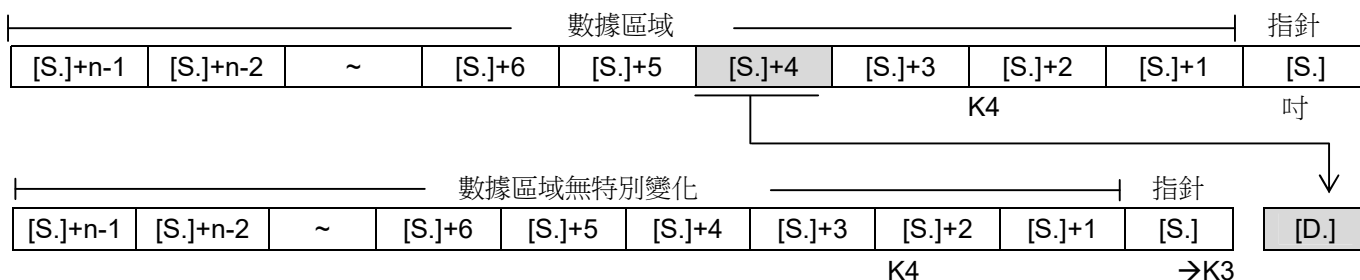 數據區域 指針
[S.]+n-1 [S.]+n-2 ~ [S.]+6 [S.]+5 [S.]+4 [S.]+3 [S.]+2 [S.]+1 [S.]
K4 吋
數據區域無特別變化 指針
[S.]+n-1 [S.]+n-2 ~ [S.]+6 [S.]+5 [S.]+4 [S.]+3 [S.]+2 [S.]+1 [S.] [D.]
K4 →K3